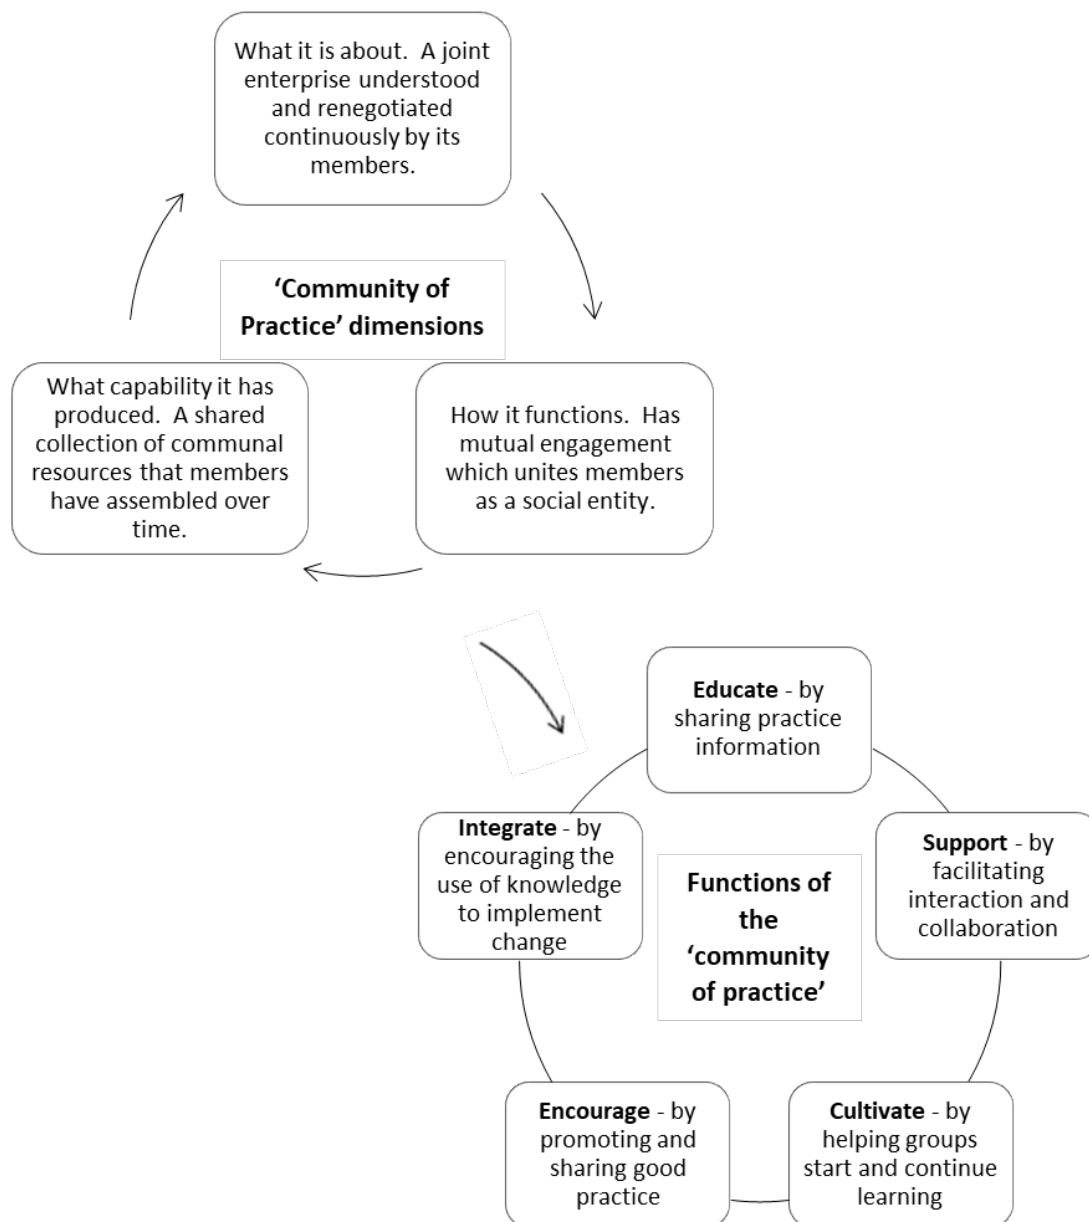 What it is about.  A joint
enterprise understood
and renegotiated
continuously by its
members.
‘Community of
Practice’ dimensions
What capability it has
produced.  A shared
collection of communal
resources that members
have assembled over
time.
How it functions.  Has
mutual engagement
which unites members
as a social entity.
Educate - by
sharing practice
information
Integrate - by
encouraging the
use of knowledge
to implement
change
Functions of
the
‘community
of practice’
Support - by
facilitating
interaction and
collaboration
Encourage - by
promoting and
sharing good
practice
Cultivate - by
helping groups
start and continue
learning